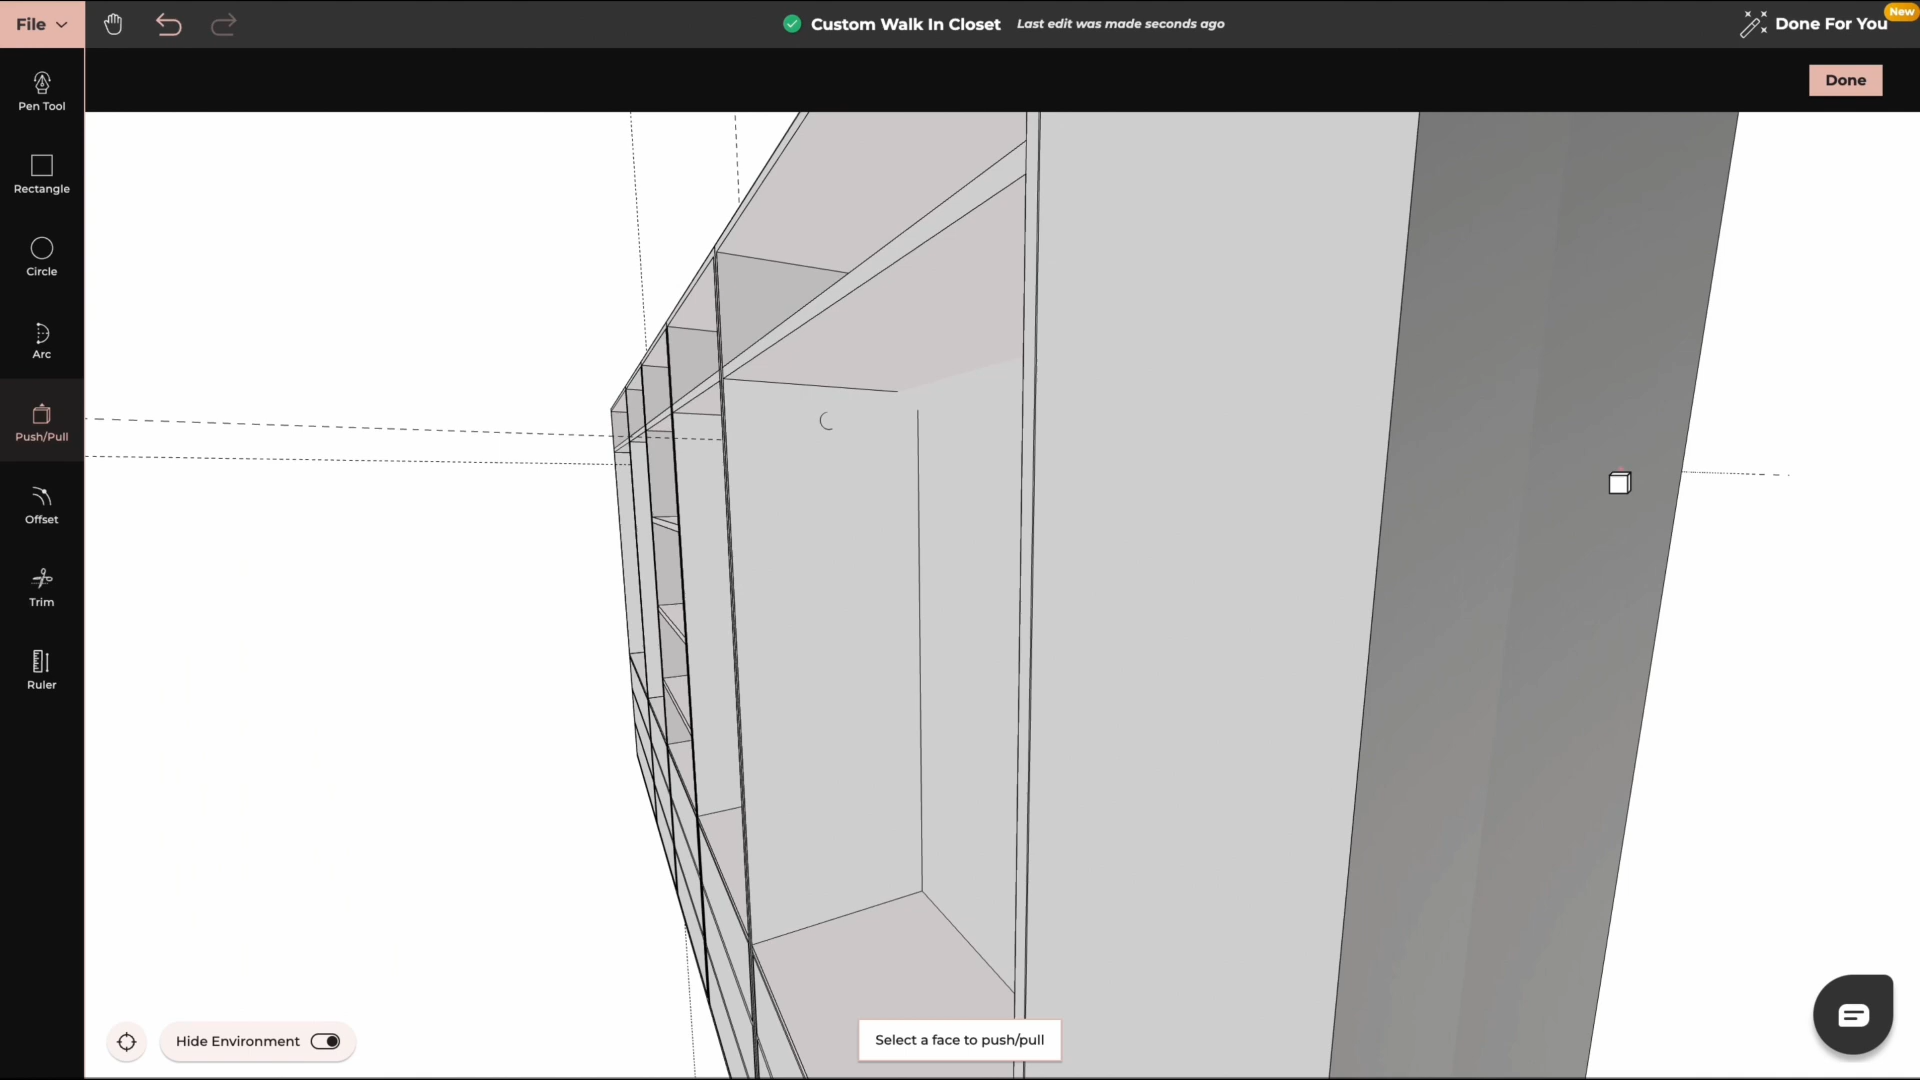 File
Custom Walk In Closet
Last edit was made seconds ago
New
Done For You
Done
Pen Tool
Rectangle
Circle
Arc
Push/Pull
Offset
Trim
Ruler
Hide Environment
Select a face to push/pull